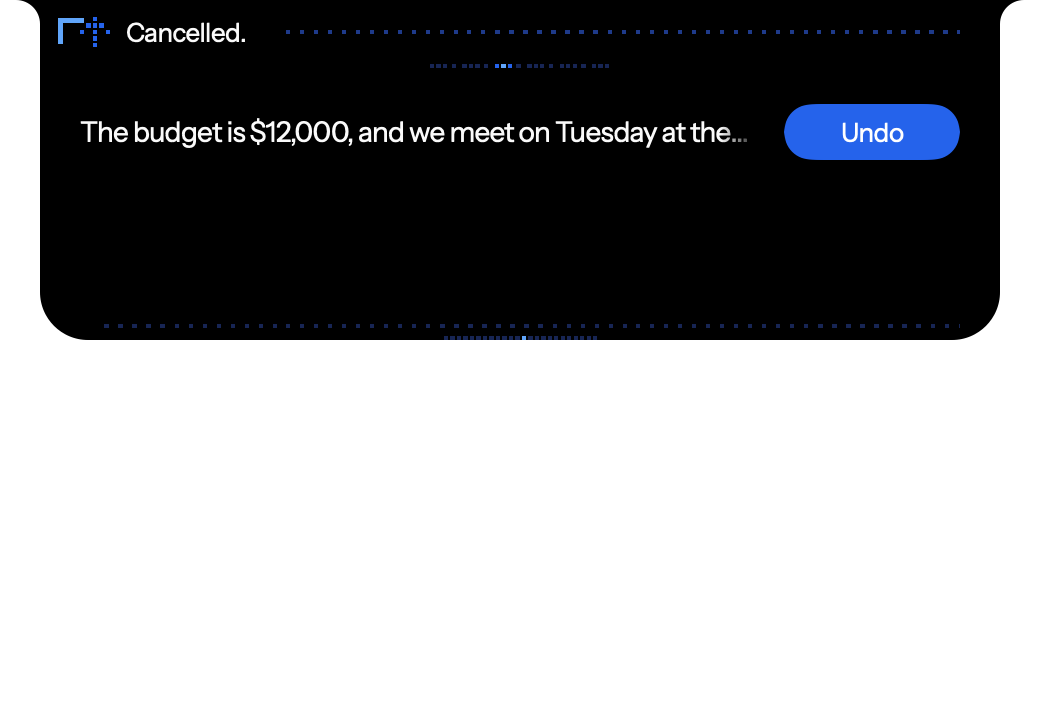 Cancelled.
The budget is $12,000, and we meet on Tuesday at the...
Undo